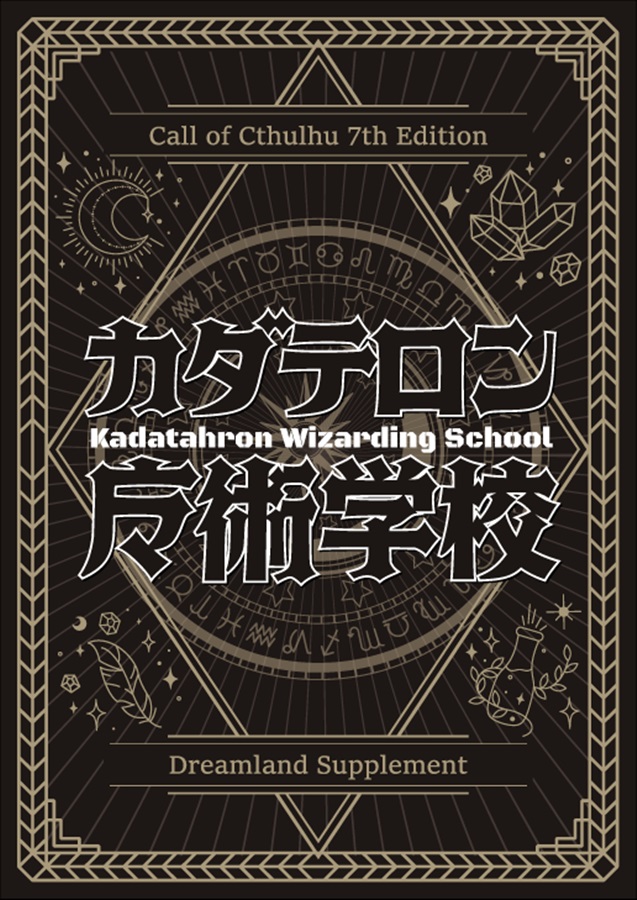 Call of Cthulhu 7th Edition
カダテロン
Kadatahron Wizarding School
魔術学校
Dreamland Supplement